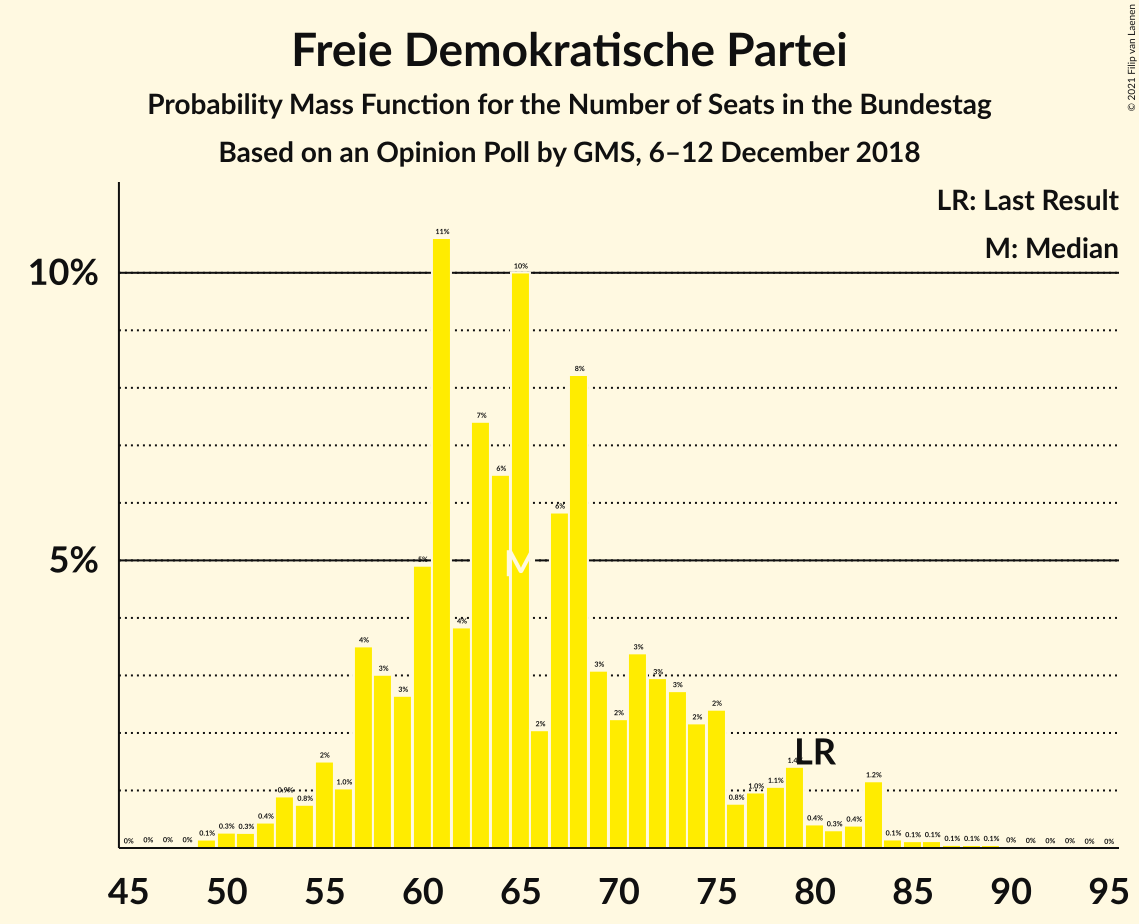 © 2021 Filip van Laenen
Freie Demokratische Partei
Probability Mass Function for the Number of Seats in the Bundestag
Based on an Opinion Poll by GMS, 6–12 December 2018
LR: Last Result
M: Median
10%
5%
0% 0% 0% 0% 0.1% 0.3% 0.3% 0.4% 0.9% 0.8% 2% 1.0% 4% 3% 3% 5% 11% 4% 7% 6% 10% 2% 6% 8% 3% 2% 3% 3% 3% 2% 2% 0.8% 1.0% 1.1% 0.4% 0.3% 0.4% 1.2% 0.1% 0.1% 0.1% 0.1% 0.1% 0.1% 0% 0% 0% 0% 0% 0%
M
LR
45 50 55 60 65 70 75 80 85 90 95